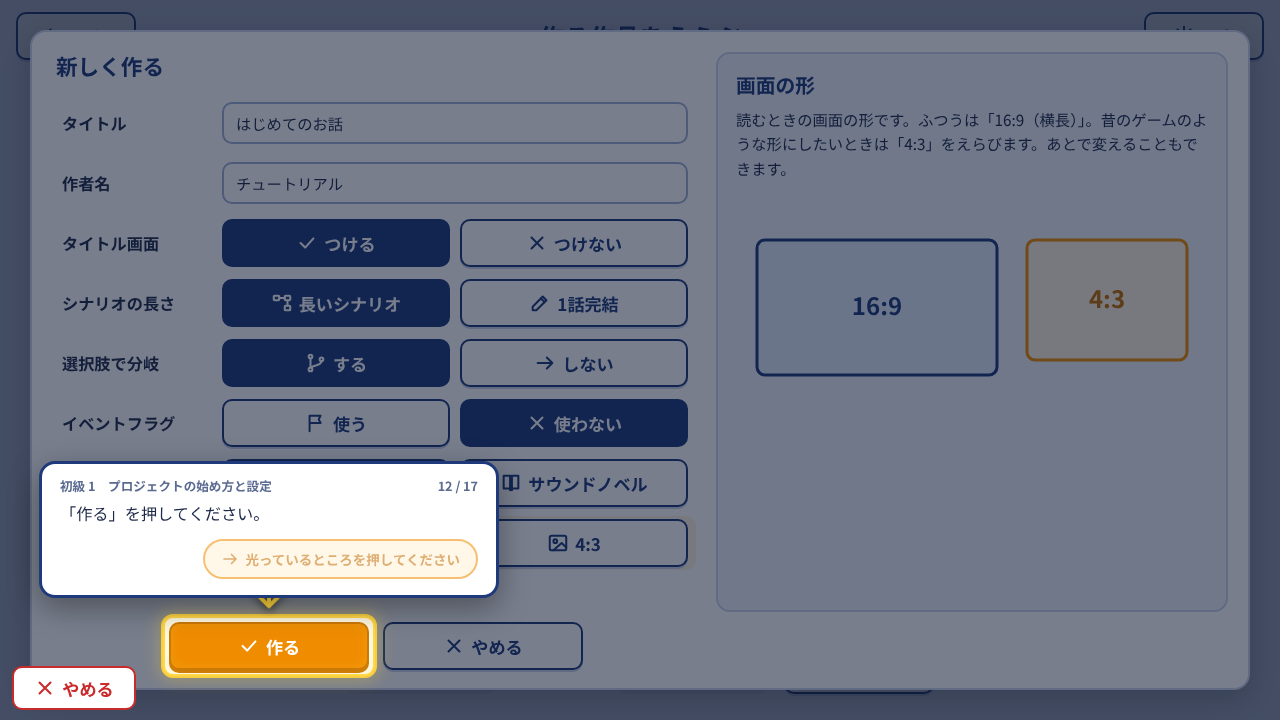 新しく作る
タイトル
はじめてのお話
作者名
チュートリアル
タイトル画面
つける
つけない
シナリオの長さ
長いシナリオ
1話完結
選択肢で分岐
する
しない
イベントフラグ
使う
使わない
サウンドノベル
4:3
初級 1　プロジェクトの始め方と設定
12 / 17
「作る」を押してください。
光っているところを押してください
作る
やめる
やめる
画面の形
読むときの画面の形です。ふつうは「16:9（横長）」。昔のゲームのよ
うな形にしたいときは「4:3」をえらびます。あとで変えることもで
きます。
16:9
4:3